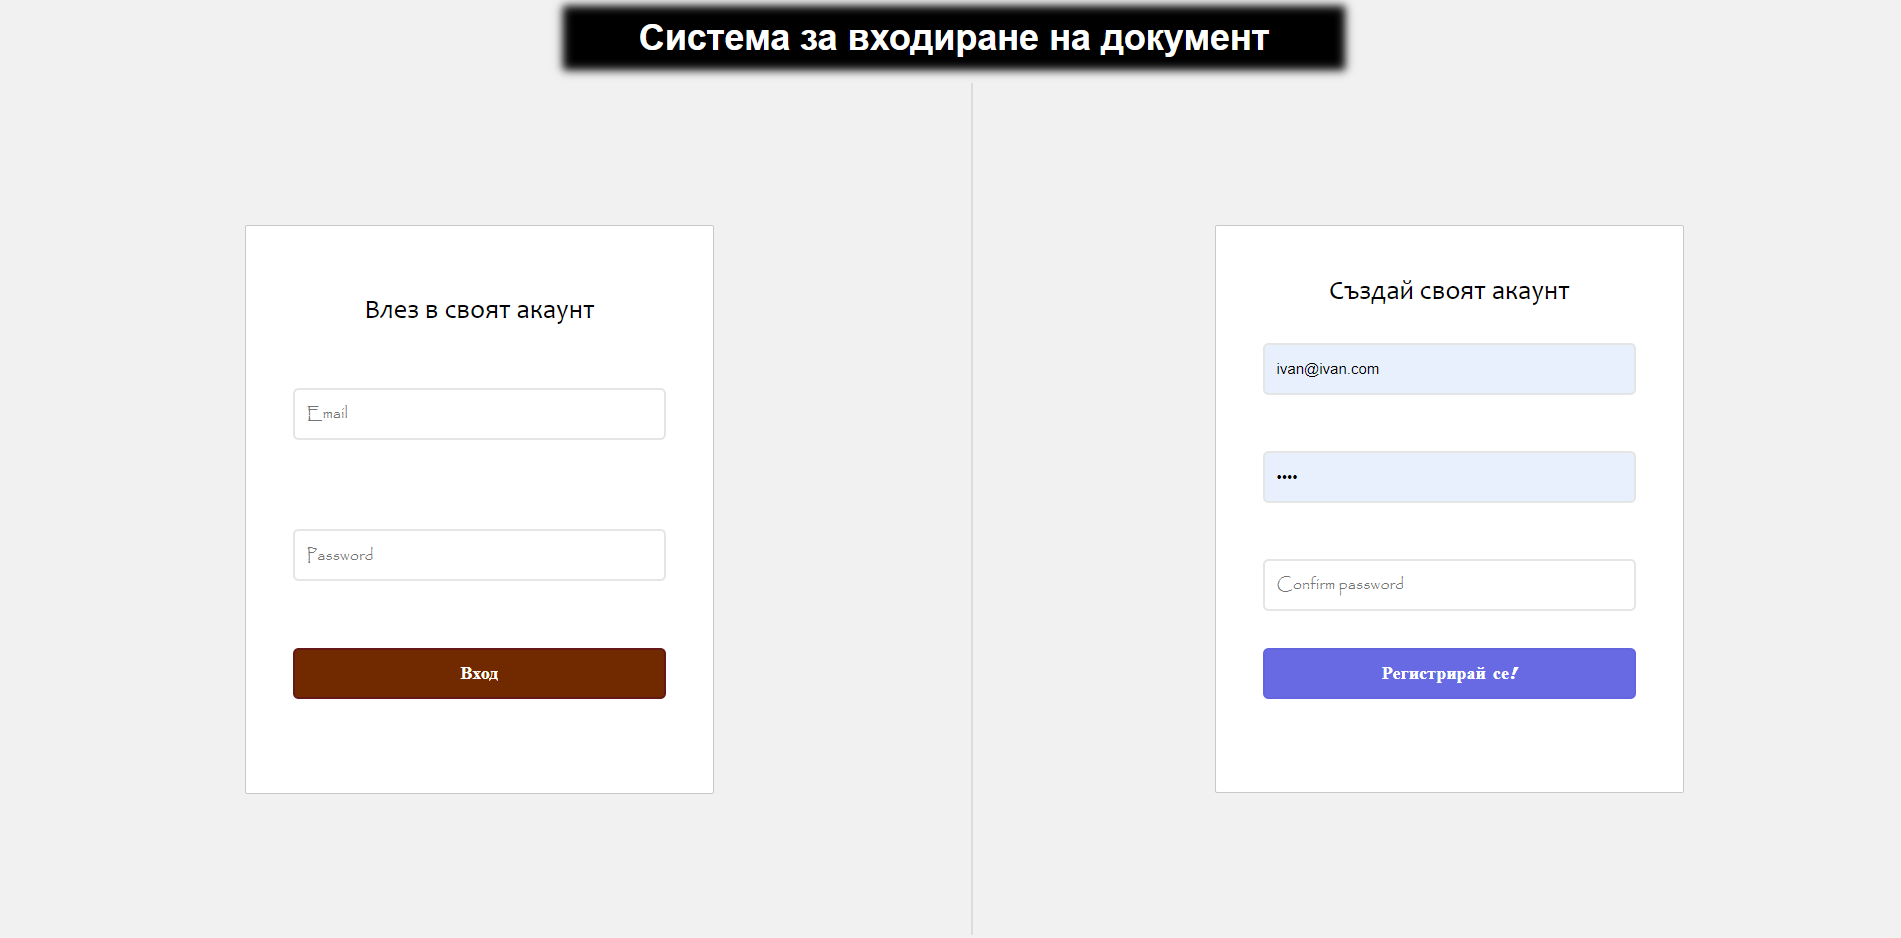 Система за входиране на документ
Влез в своят акаунт
Email
Password
Вход
Създай своят акаунт
ivan@ivan.com
••••
Confirm password
Регистрирай се!